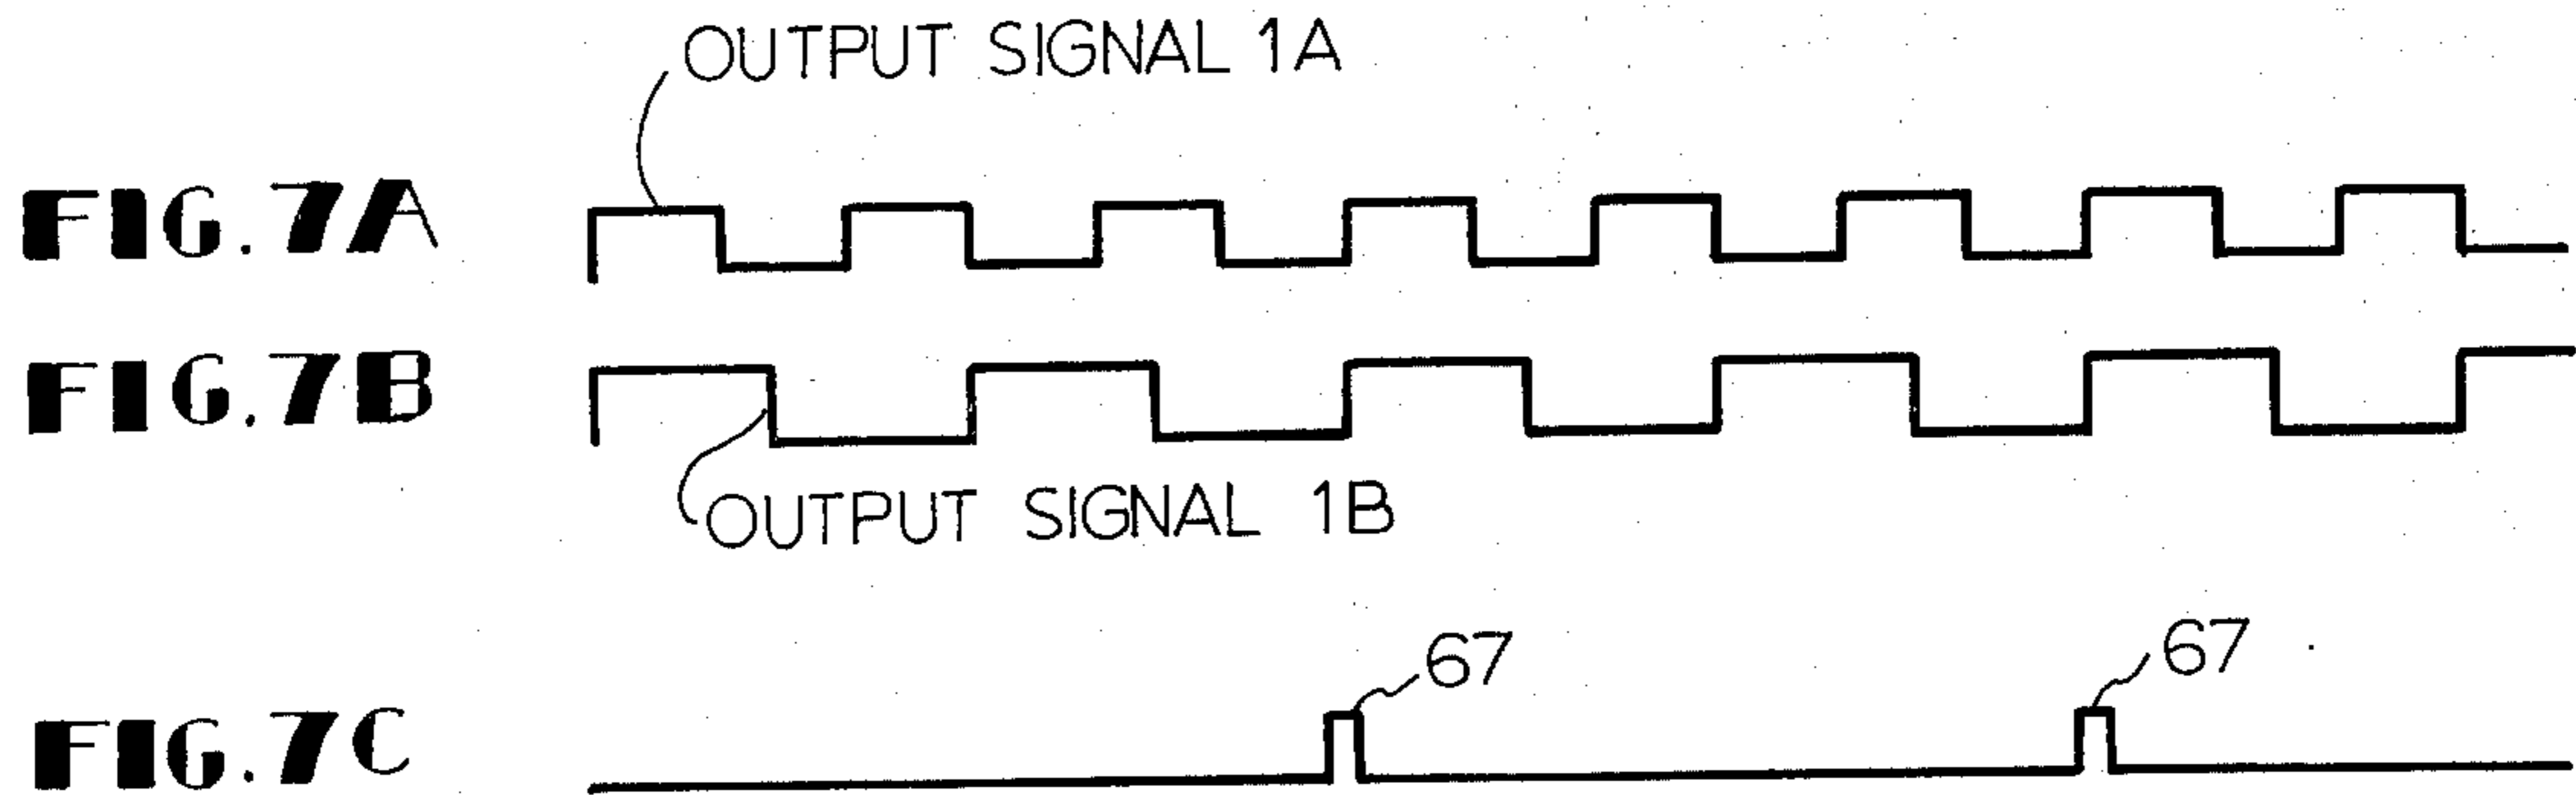 OUTPUT SIGNAL 1A
FIG. 7A
FIG. 7B
OUTPUT SIGNAL 1B
67
67
FIG. 7C